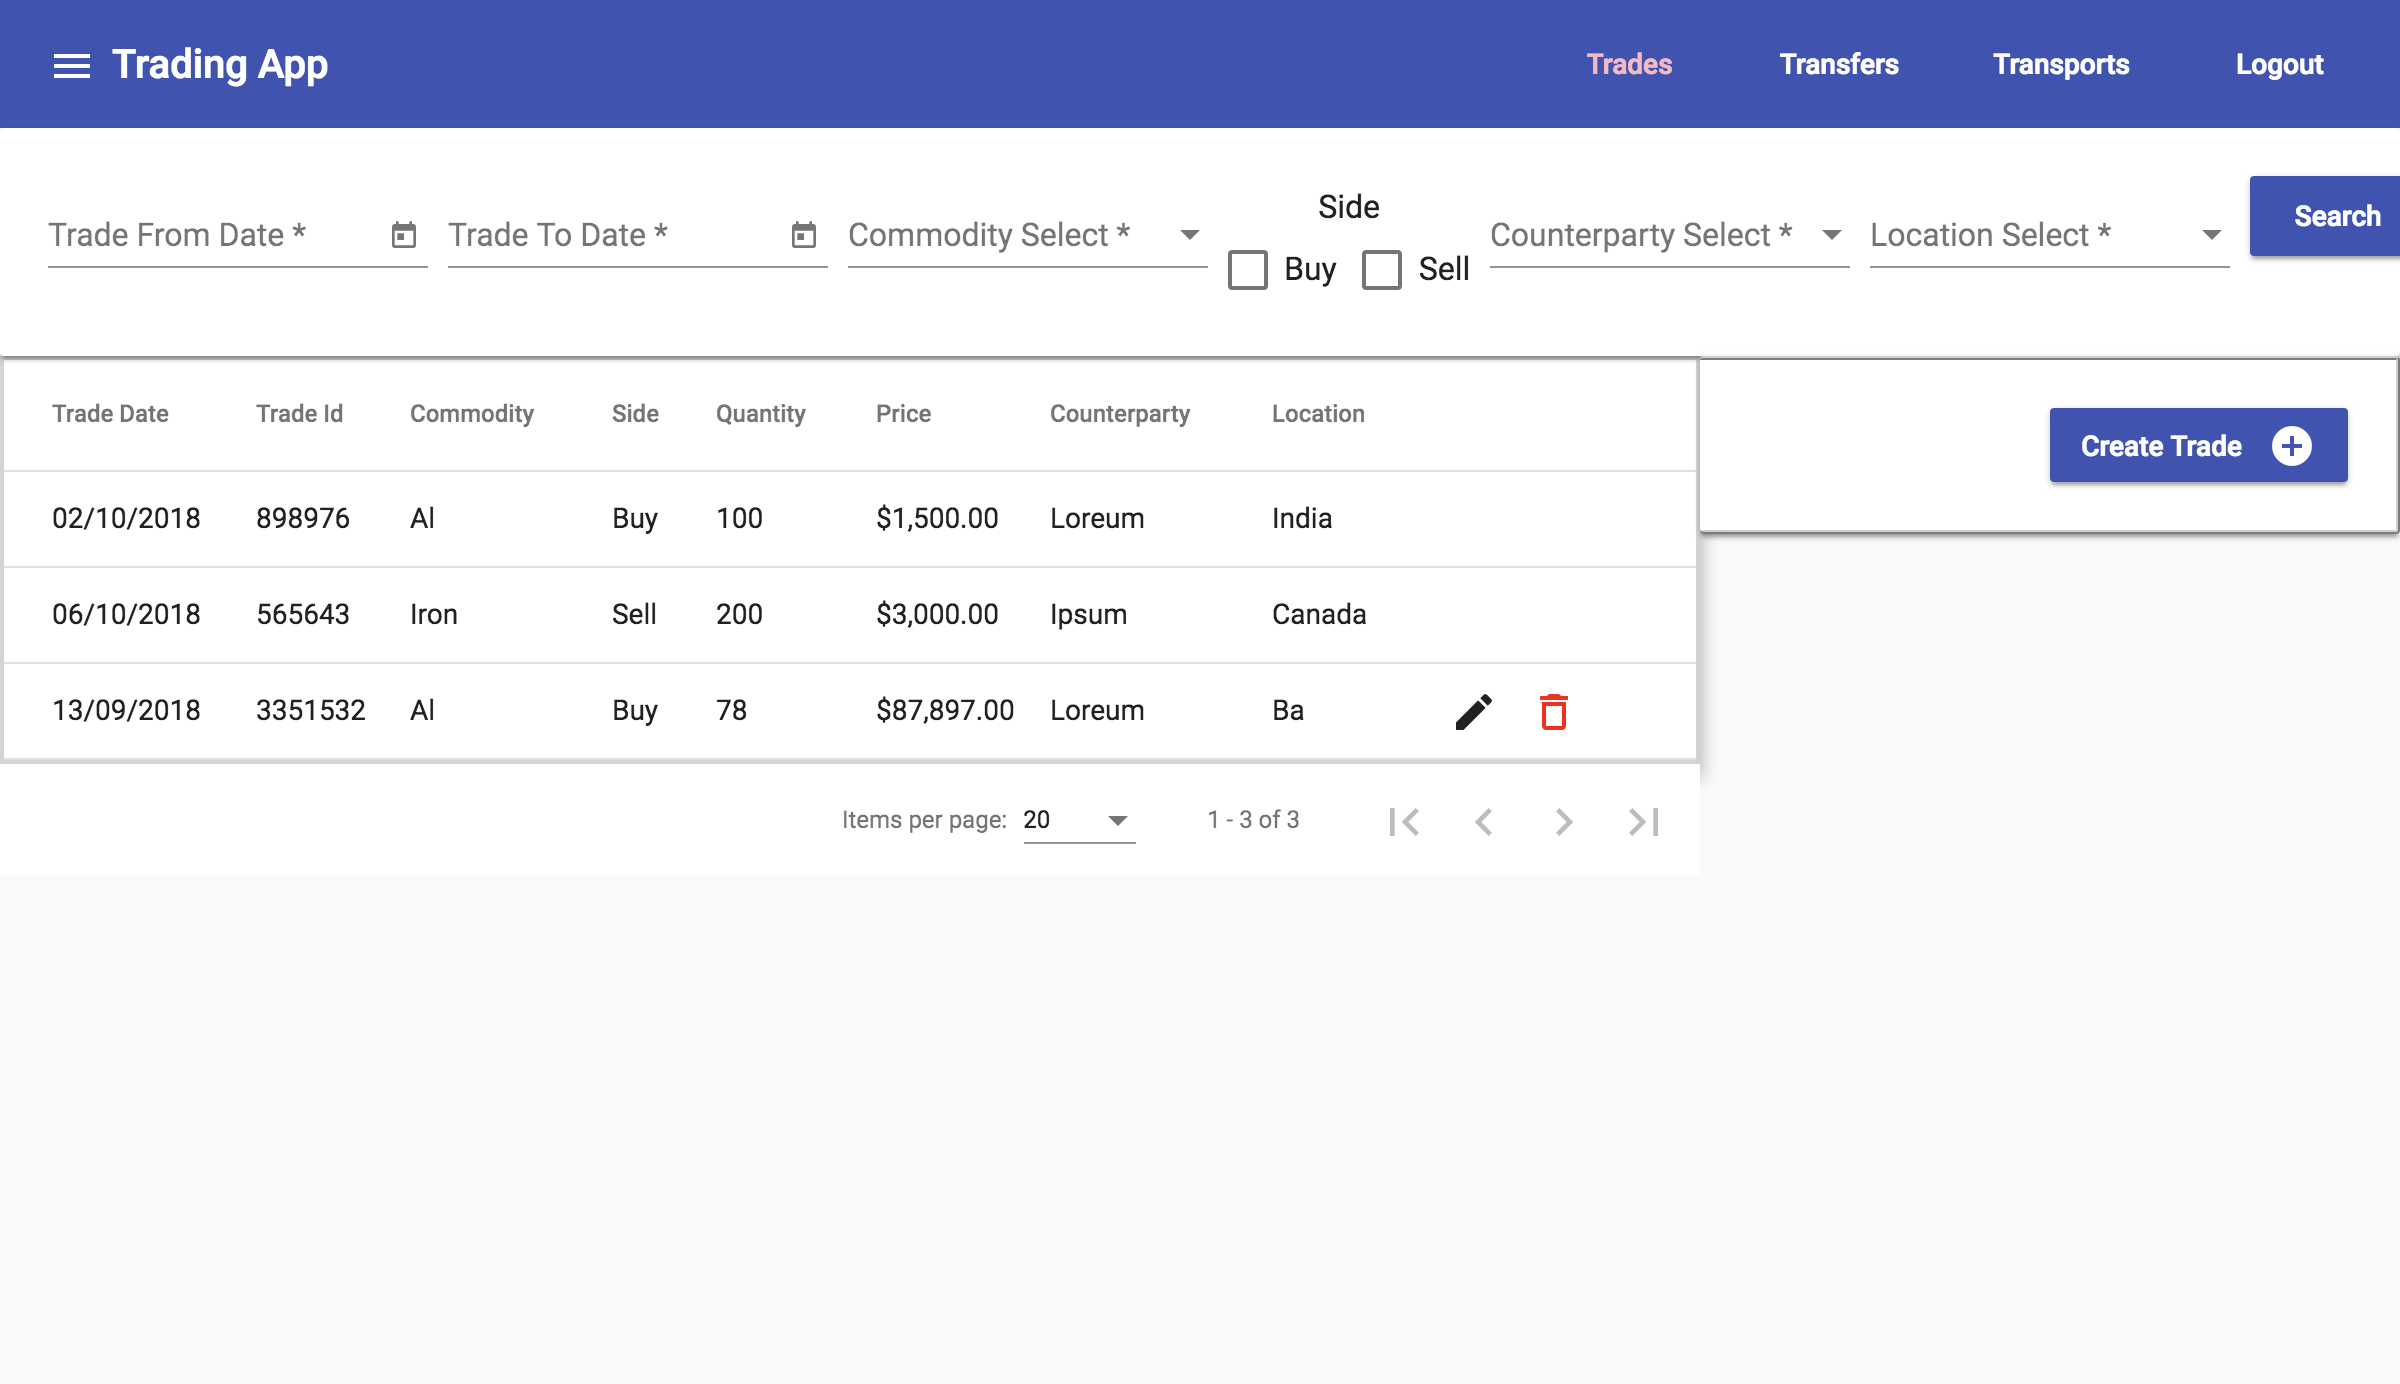 Trading App Trades Transfers Transports Logout
Trade From Date * Trade To Date * Commodity Select * Side Counterparty Select * Location Select * Search
Buy Sell
Trade Date Trade Id Commodity Side Quantity Price Counterparty Location
Create Trade
02/10/2018 898976 Al Buy 100 $1,500.00 Loreum India
06/10/2018 565643 Iron Sell 200 $3,000.00 Ipsum Canada
13/09/2018 3351532 Al Buy 78 $87,897.00 Loreum Ba
Items per page: 20 1 - 3 of 3